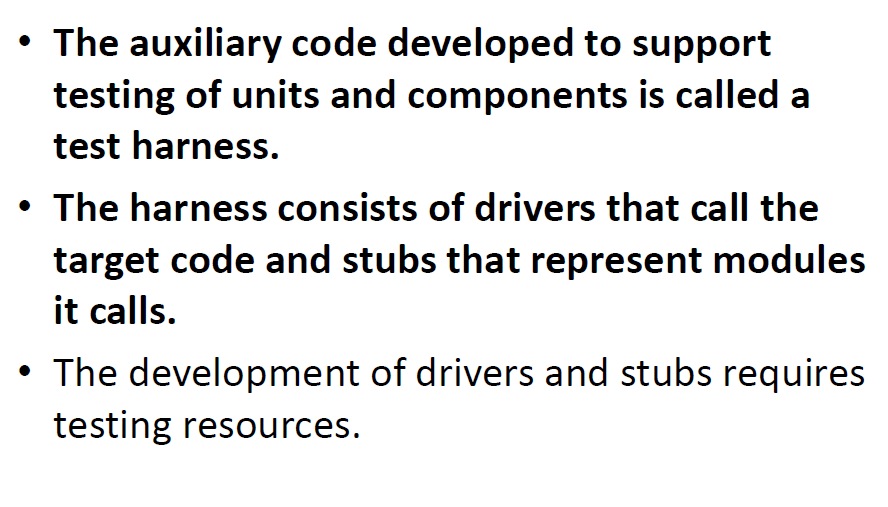 • The auxiliary code developed to support
testing of units and components is called a
test harness.
• The harness consists of drivers that call the
target code and stubs that represent modules
it calls.
• The development of drivers and stubs requires
testing resources.